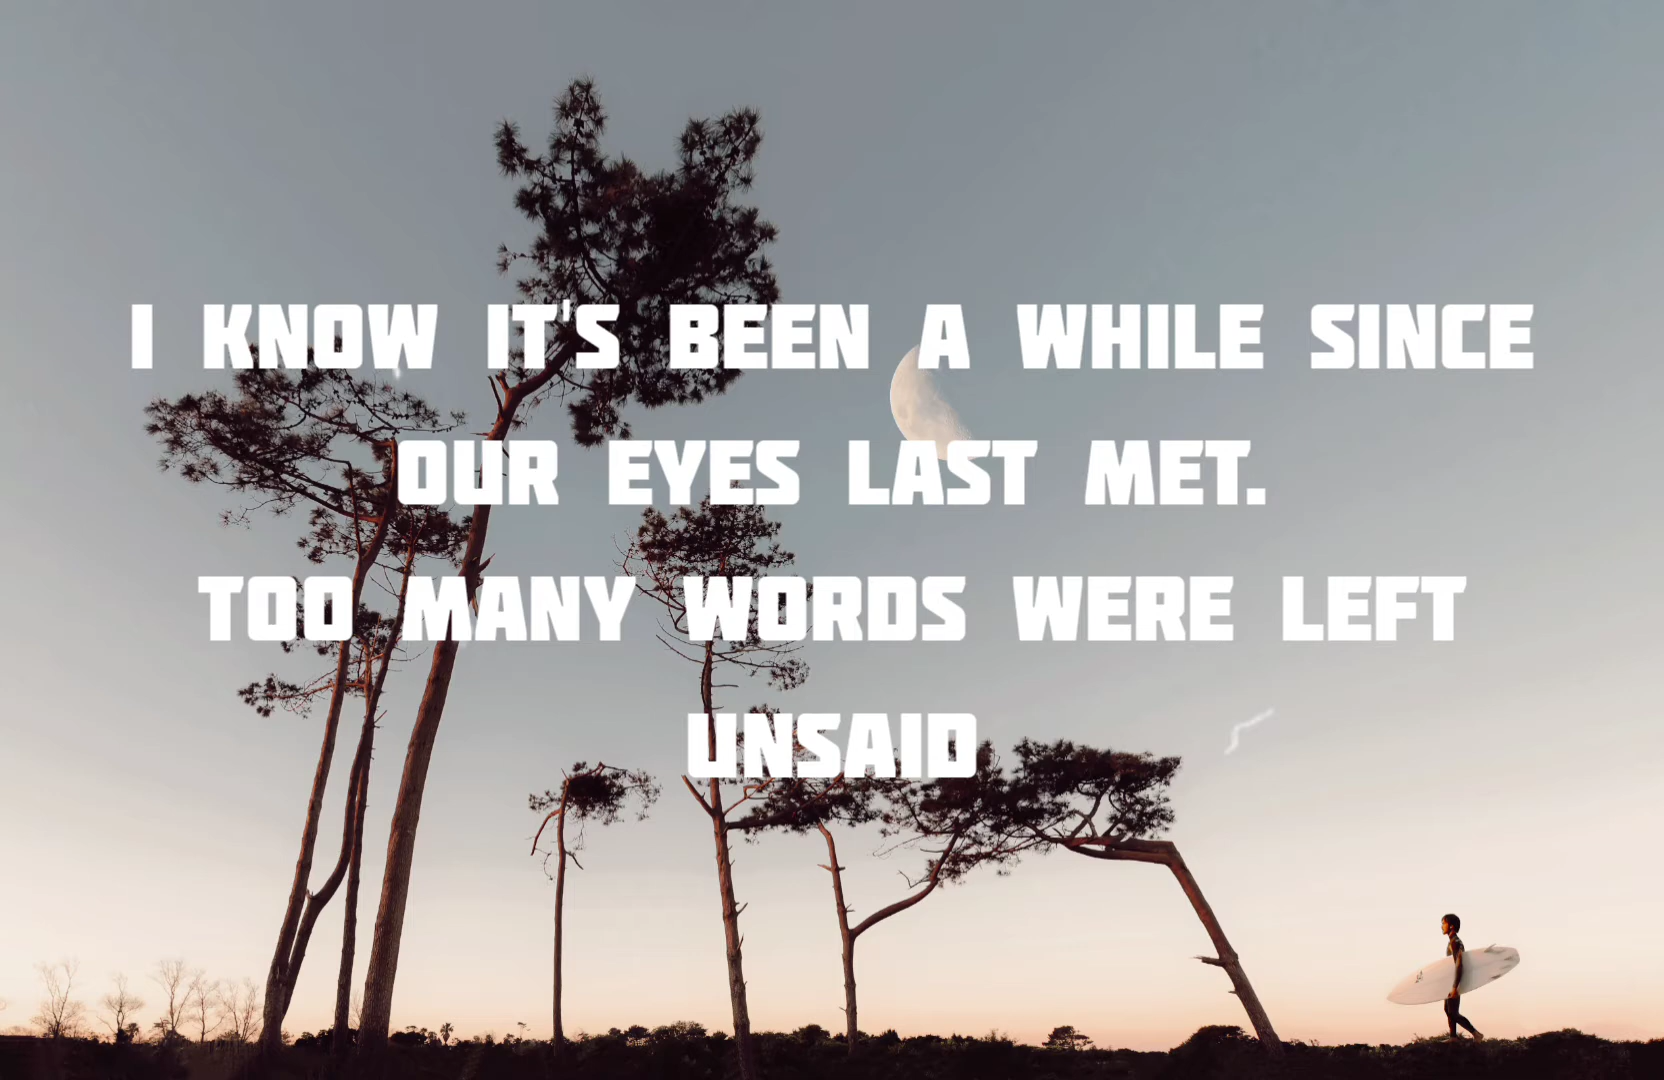 I KNOW IT'S BEEN A WHILE SINCE
OUR EYES LAST MET.
TOO MANY WORDS WERE LEFT
UNSAID